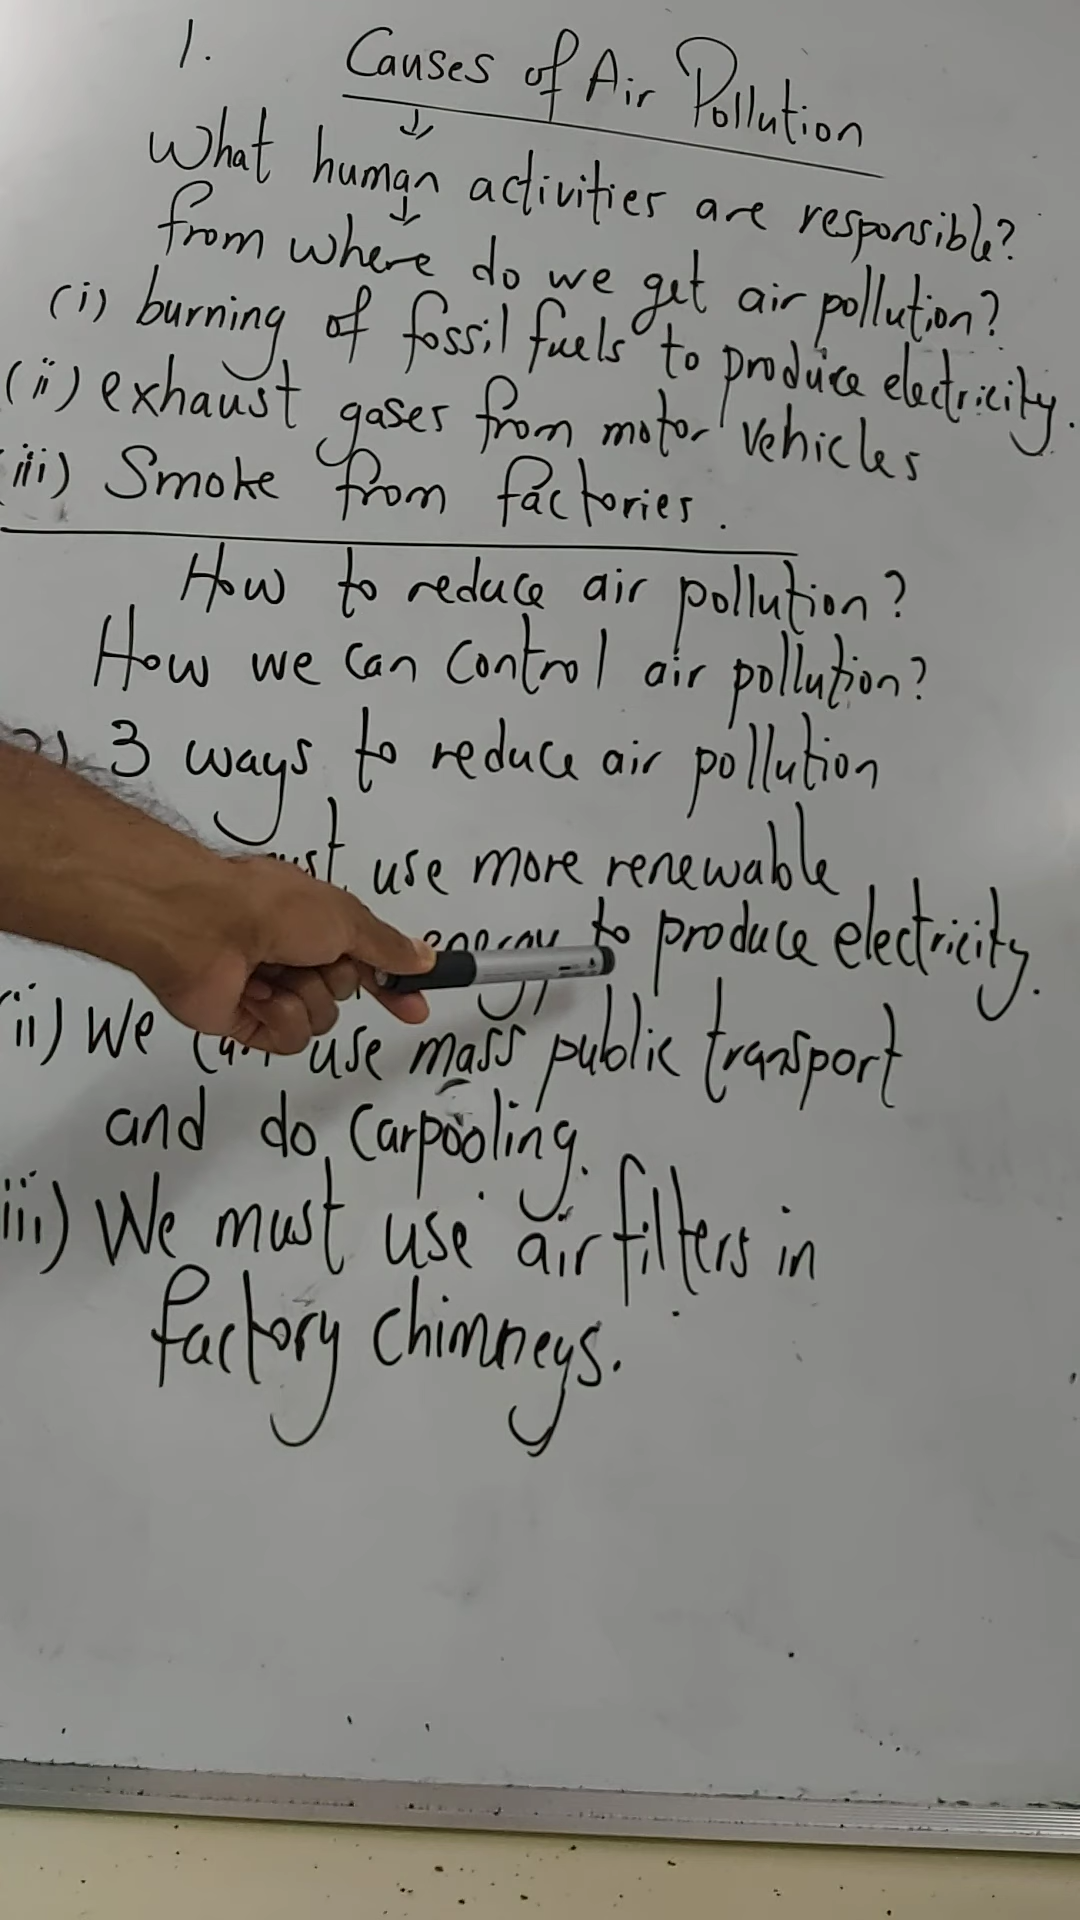 1. Causes of Air Pollution
What human activities are responsible?
from where do we get air pollution?
(i) burning of fossil fuels to produce electricity.
(ii) exhaust gases from motor vehicles
iii) Smoke from factories.
How to reduce air pollution?
How we can control air pollution?
3 ways to reduce air pollution
use more renewable
energy to produce electricity.
ii) We can use mass public transport
and do carpooling.
iii) We must use air filters in
factory chimneys.